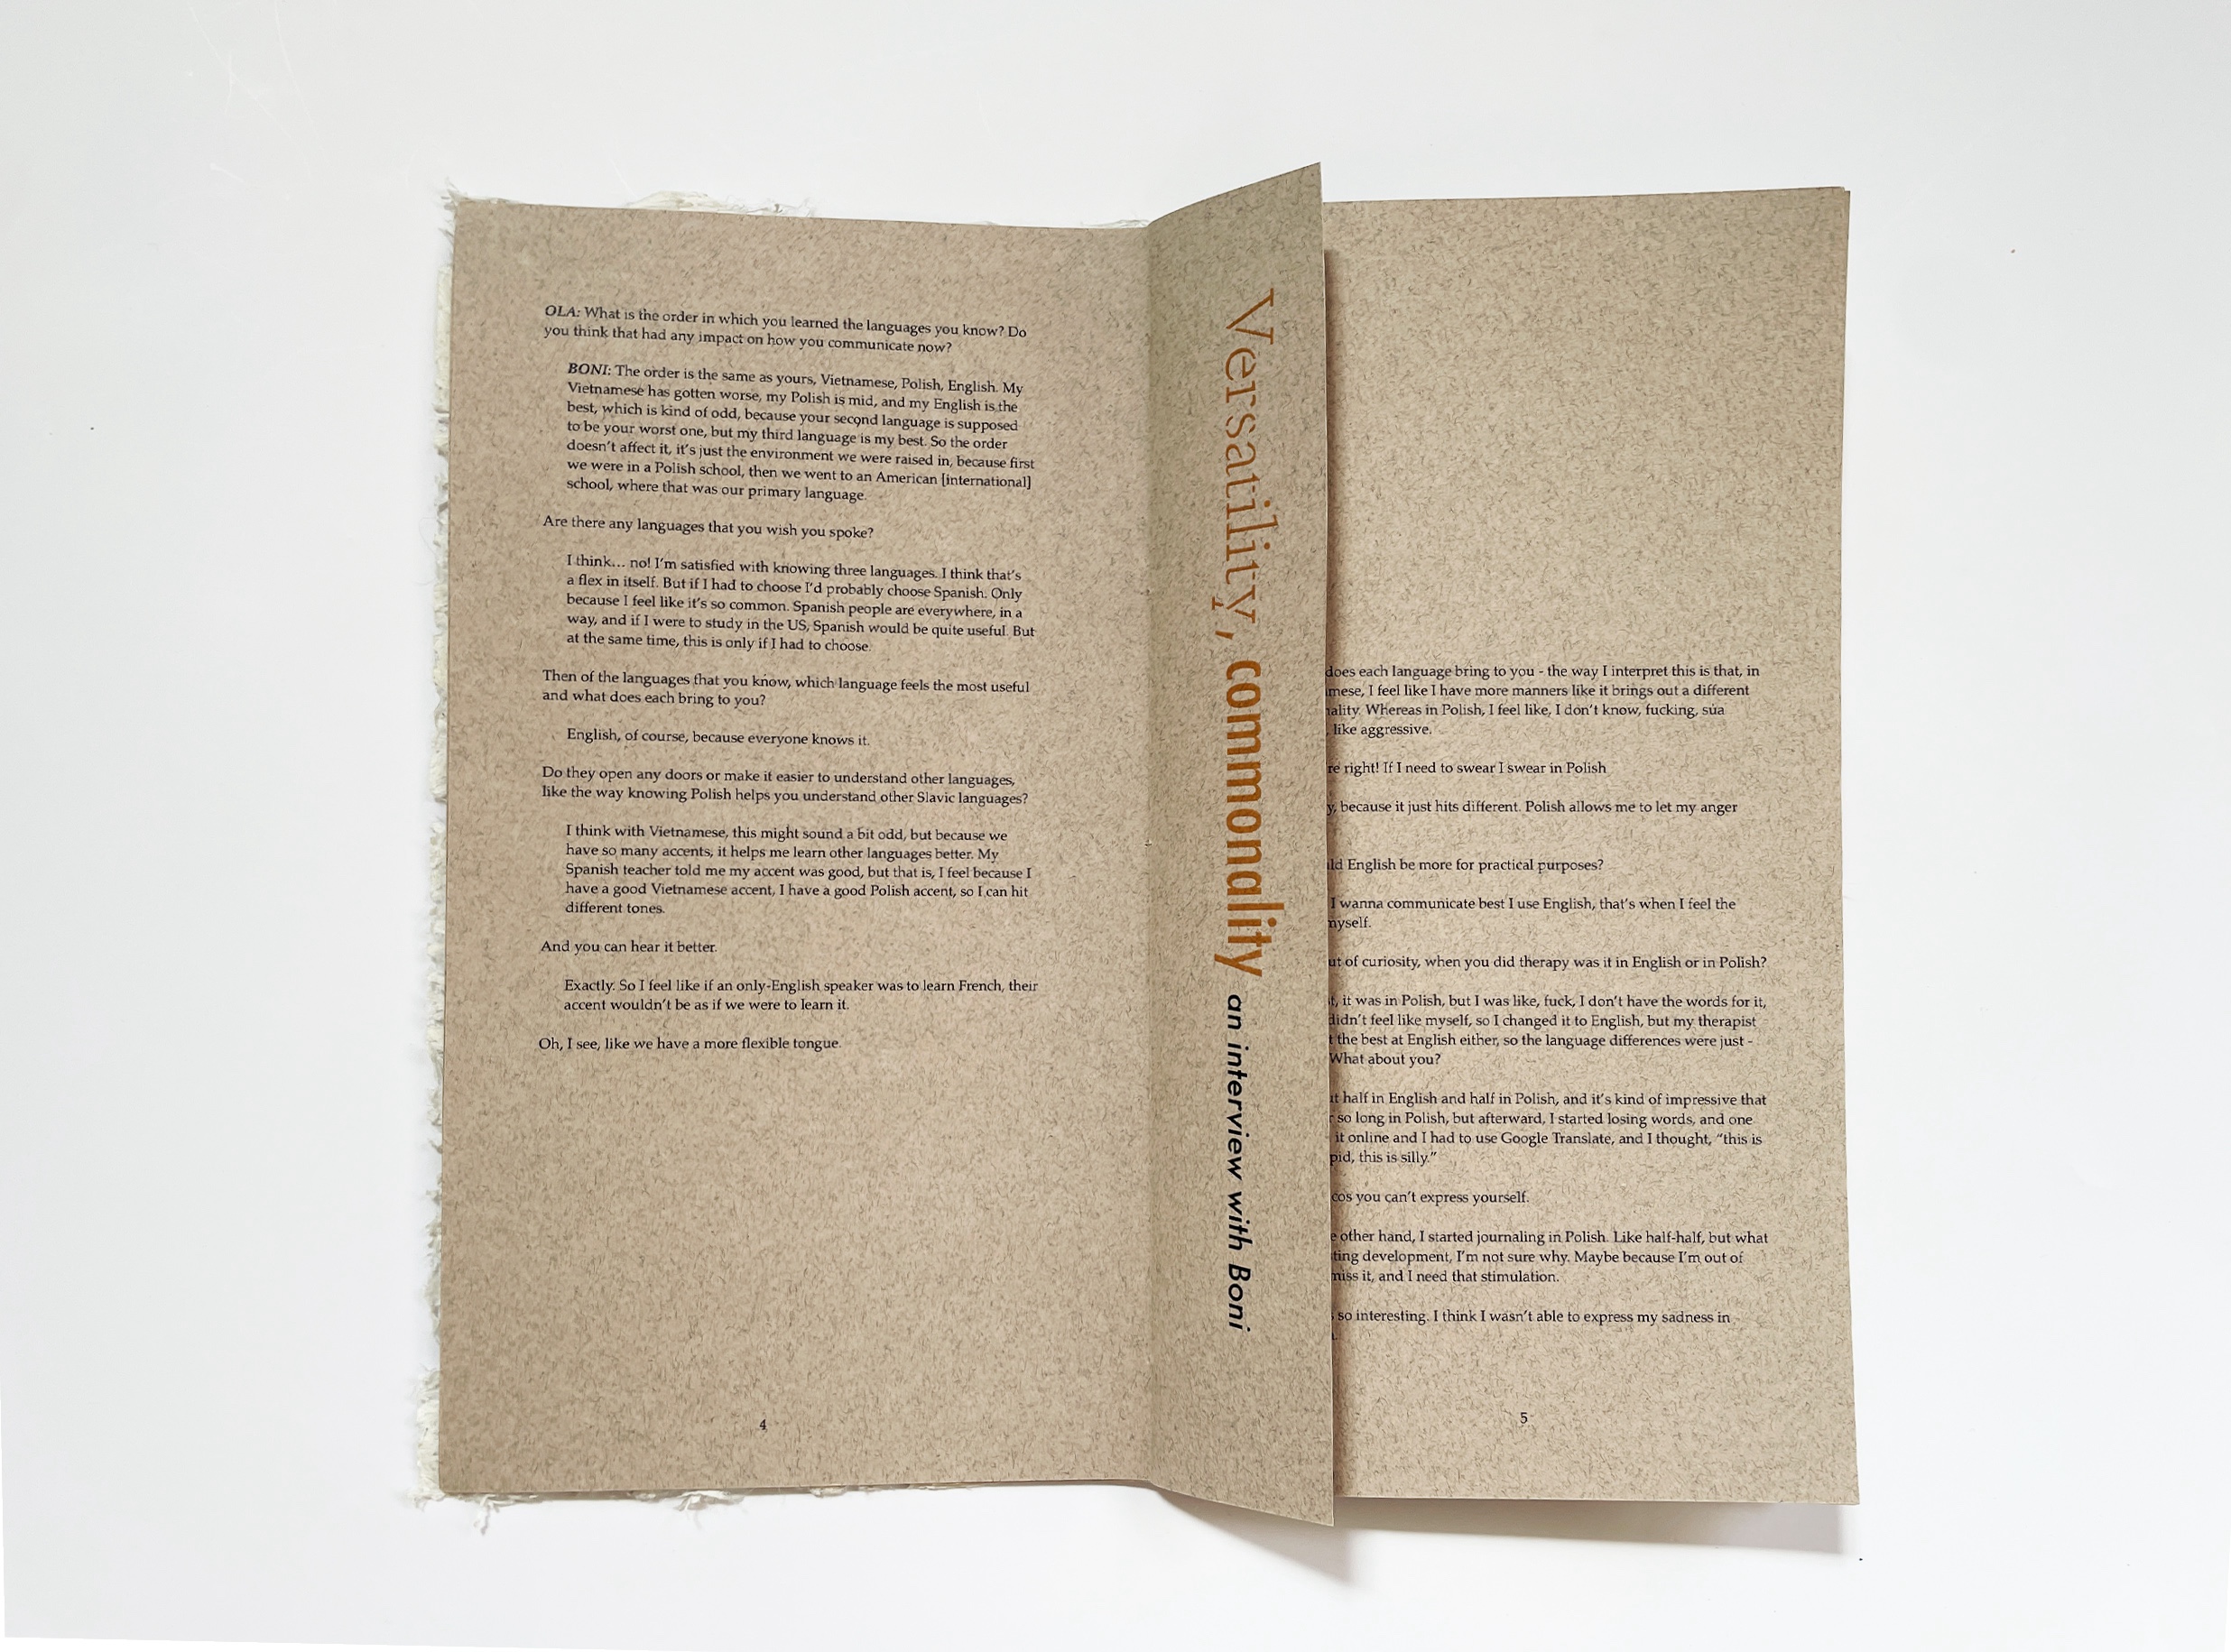 OLA: What is the order in which you learned the languages you know? Do
you think that had any impact on how you communicate now?
BONI: The order is the same as yours, Vietnamese, Polish, English. My
Vietnamese has gotten worse, my Polish is mid, and my English is the
best, which is kind of odd, because your second language is supposed
to be your worst one, but my third language is my best. So the order
doesn't affect it, it's just the environment we were raised in, because first
we were in a Polish school, then we went to an American [international]
school, where that was our primary language.
Are there any languages that you wish you spoke?
I think... no! I'm satisfied with knowing three languages. I think that's
a flex in itself. But if I had to choose I'd probably choose Spanish. Only
because I feel like it's so common. Spanish people are everywhere, in a
way, and if I were to study in the US, Spanish would be quite useful. But
at the same time, this is only if I had to choose.
Then of the languages that you know, which language feels the most useful
and what does each bring to you?
English, of course, because everyone knows it.
Do they open any doors or make it easier to understand other languages,
like the way knowing Polish helps you understand other Slavic languages?
I think with Vietnamese, this might sound a bit odd, but because we
have so many accents, it helps me learn other languages better. My
Spanish teacher told me my accent was good, but that is, I feel because I
have a good Vietnamese accent, I have a good Polish accent, so I can hit
different tones.
And you can hear it better.
Exactly. So I feel like if an only-English speaker was to learn French, their
accent wouldn't be as if we were to learn it.
Oh, I see, like we have a more flexible tongue.
4
Versatility, commonality an interview with Boni
does each language bring to you - the way I interpret this is that, in
mese, I feel like I have more manners like it brings out a different
ality. Whereas in Polish, I feel like, I don't know, fucking, sủa
like aggressive.
re right! If I need to swear I swear in Polish
y, because it just hits different. Polish allows me to let my anger
ld English be more for practical purposes?
I wanna communicate best I use English, that's when I feel the
myself.
ut of curiosity, when you did therapy was it in English or in Polish?
t, it was in Polish, but I was like, fuck, I don't have the words for it,
didn't feel like myself, so I changed it to English, but my therapist
t the best at English either, so the language differences were just -
What about you?
t half in English and half in Polish, and it's kind of impressive that
r so long in Polish, but afterward, I started losing words, and one
it online and I had to use Google Translate, and I thought, "this is
pid, this is silly."
cos you can't express yourself.
e other hand, I started journaling in Polish. Like half-half, but what
ting development, I'm not sure why. Maybe because I'm out of
miss it, and I need that stimulation.
so interesting. I think I wasn't able to express my sadness in
5